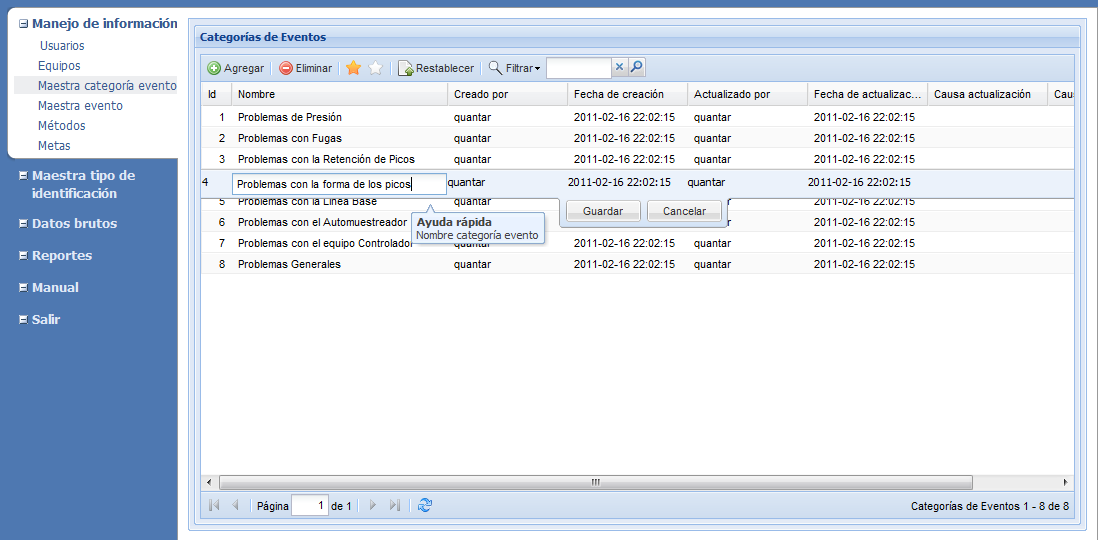 Manejo de información
Usuarios
Equipos
Maestra categoría evento
Maestra evento
Métodos
Metas
Maestra tipo de
identificación
Datos brutos
Reportes
Manual
Salir
Categorías de Eventos
Agregar Eliminar Restablecer Filtrar
Id Nombre Creado por Fecha de creación Actualizado por Fecha de actualizac... Causa actualización Cau
1 Problemas de Presión quantar 2011-02-16 22:02:15 quantar 2011-02-16 22:02:15
2 Problemas con Fugas quantar 2011-02-16 22:02:15 quantar 2011-02-16 22:02:15
3 Problemas con la Retención de Picos quantar 2011-02-16 22:02:15 quantar 2011-02-16 22:02:15
4 Problemas con la forma de los picos quantar 2011-02-16 22:02:15 quantar 2011-02-16 22:02:15
5 Problemas con la Línea Base quantar 2011-02-16 22:02:15
6 Problemas con el Automuestreador quantar 2011-02-16 22:02:15
7 Problemas con el equipo Controlador quantar 2011-02-16 22:02:15 quantar 2011-02-16 22:02:15
8 Problemas Generales quantar 2011-02-16 22:02:15 quantar 2011-02-16 22:02:15
Guardar Cancelar
Ayuda rápida
Nombre categoría evento
Página 1 de 1
Categorías de Eventos 1 - 8 de 8